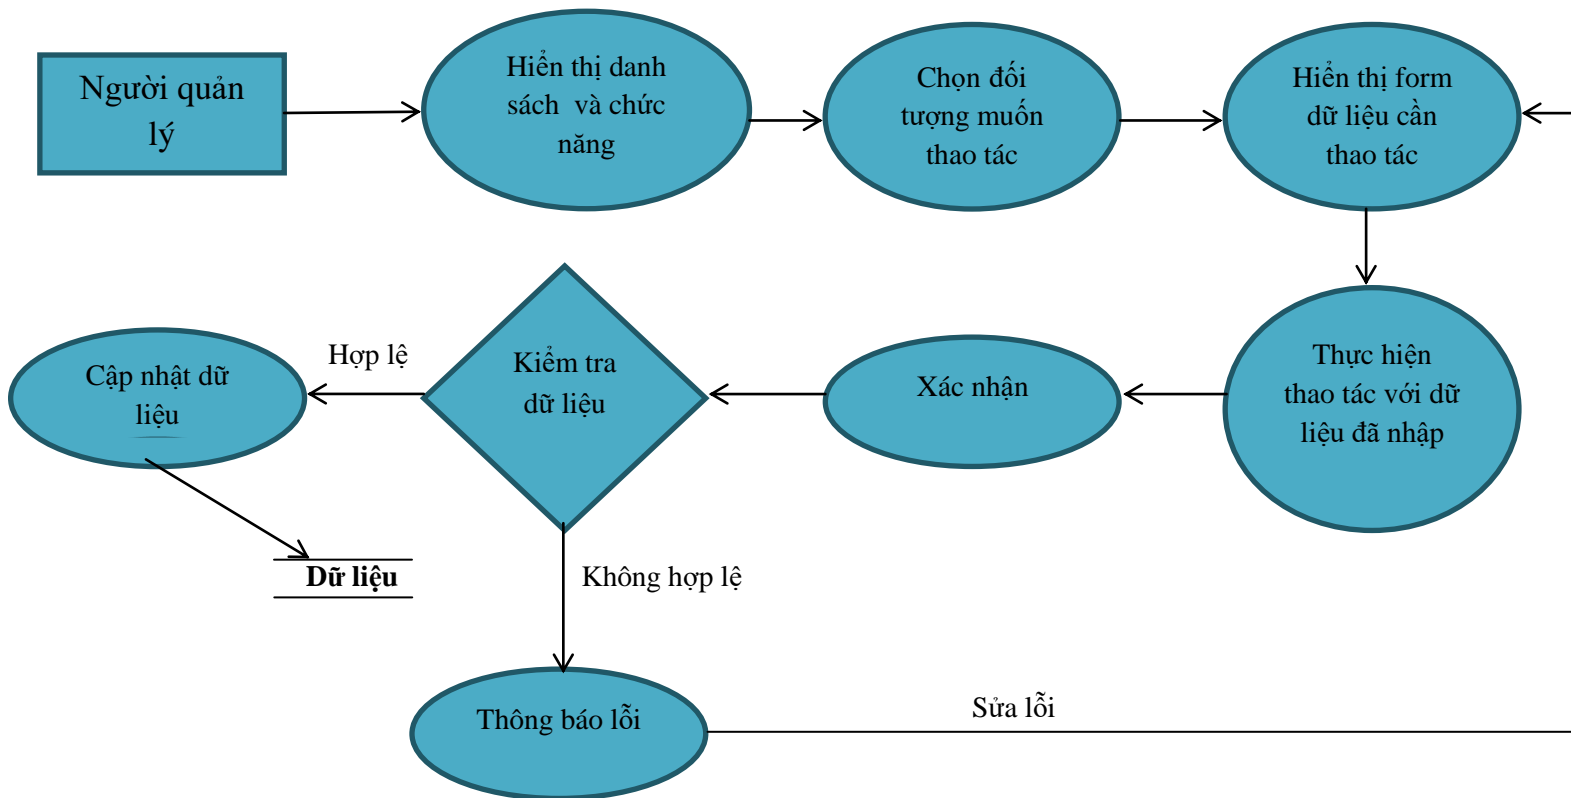 Người quản
lý
Hiển thị danh
sách và chức
năng
Chọn đối
tượng muốn
thao tác
Hiển thị form
dữ liệu cần
thao tác
Cập nhật dữ
liệu
Hợp lệ
Kiểm tra
dữ liệu
Xác nhận
Thực hiện
thao tác với dữ
liệu đã nhập
Dữ liệu
Không hợp lệ
Thông báo lỗi
Sửa lỗi